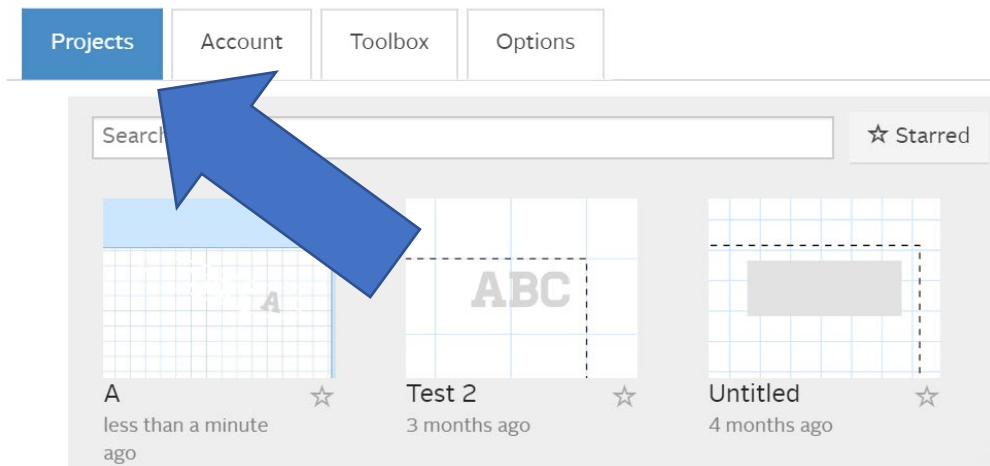 Projects Account Toolbox Options
Search
☆ Starred
A
ABC
A ☆ Test 2 ☆ Untitled ☆
less than a minute 3 months ago 4 months ago
ago